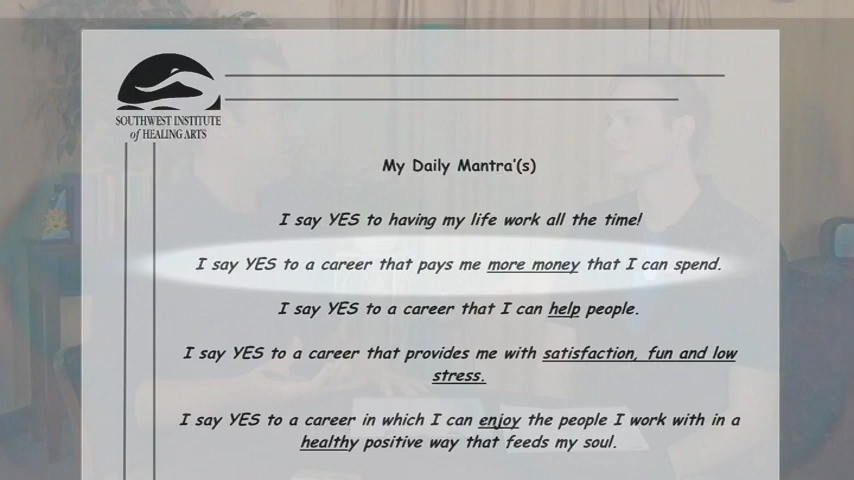 SOUTHWEST INSTITUTE
of HEALING ARTS
My Daily Mantra'(s)
I say YES to having my life work all the time!
I say YES to a career that pays me more money that I can spend.
I say YES to a career that I can help people.
I say YES to a career that provides me with satisfaction, fun and low
stress.
I say YES to a career in which I can enjoy the people I work with in a
healthy positive way that feeds my soul.